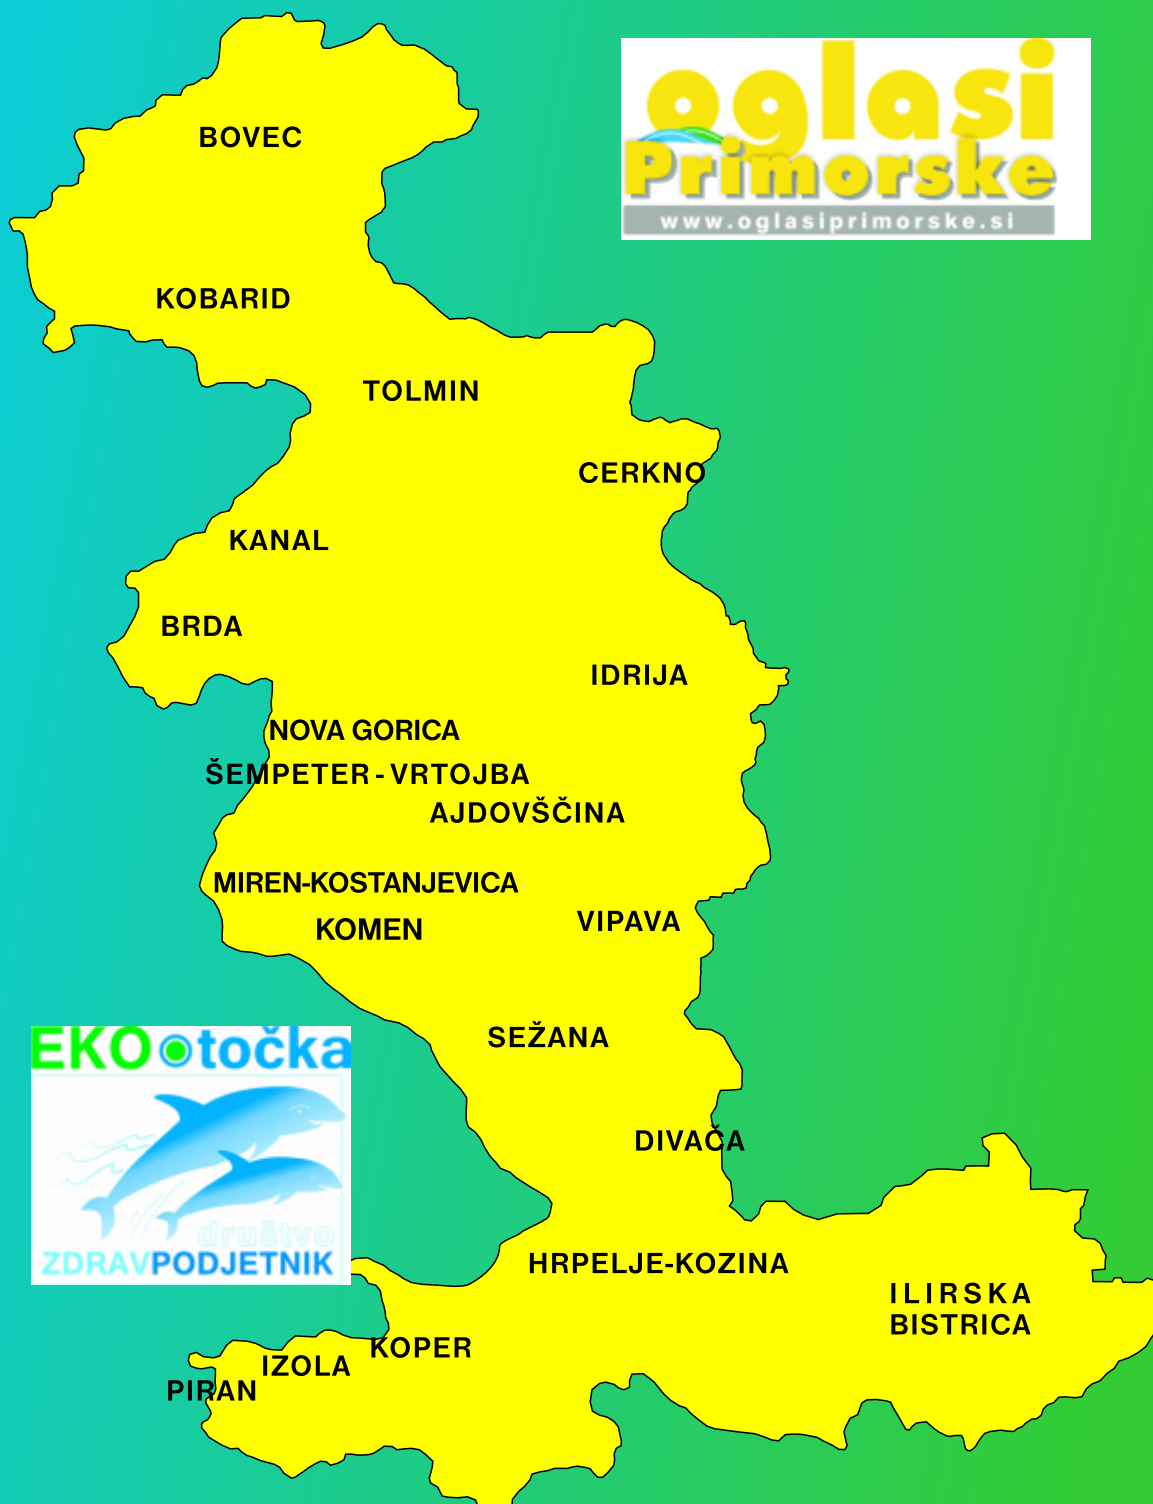 oglasi
Primorske
www.oglasiprimorske.si
BOVEC
KOBARID
TOLMIN
CERKNO
KANAL
BRDA
IDRIJA
NOVA GORICA
ŠEMPETER - VRTOJBA
AJDOVŠČINA
MIREN-KOSTANJEVICA
VIPAVA
KOMEN
SEŽANA
EKO točka
društvo
ZDRAVPODJETNIK
DIVAČA
HRPELJE-KOZINA
ILIRSKA
BISTRICA
KOPER
IZOLA
PIRAN